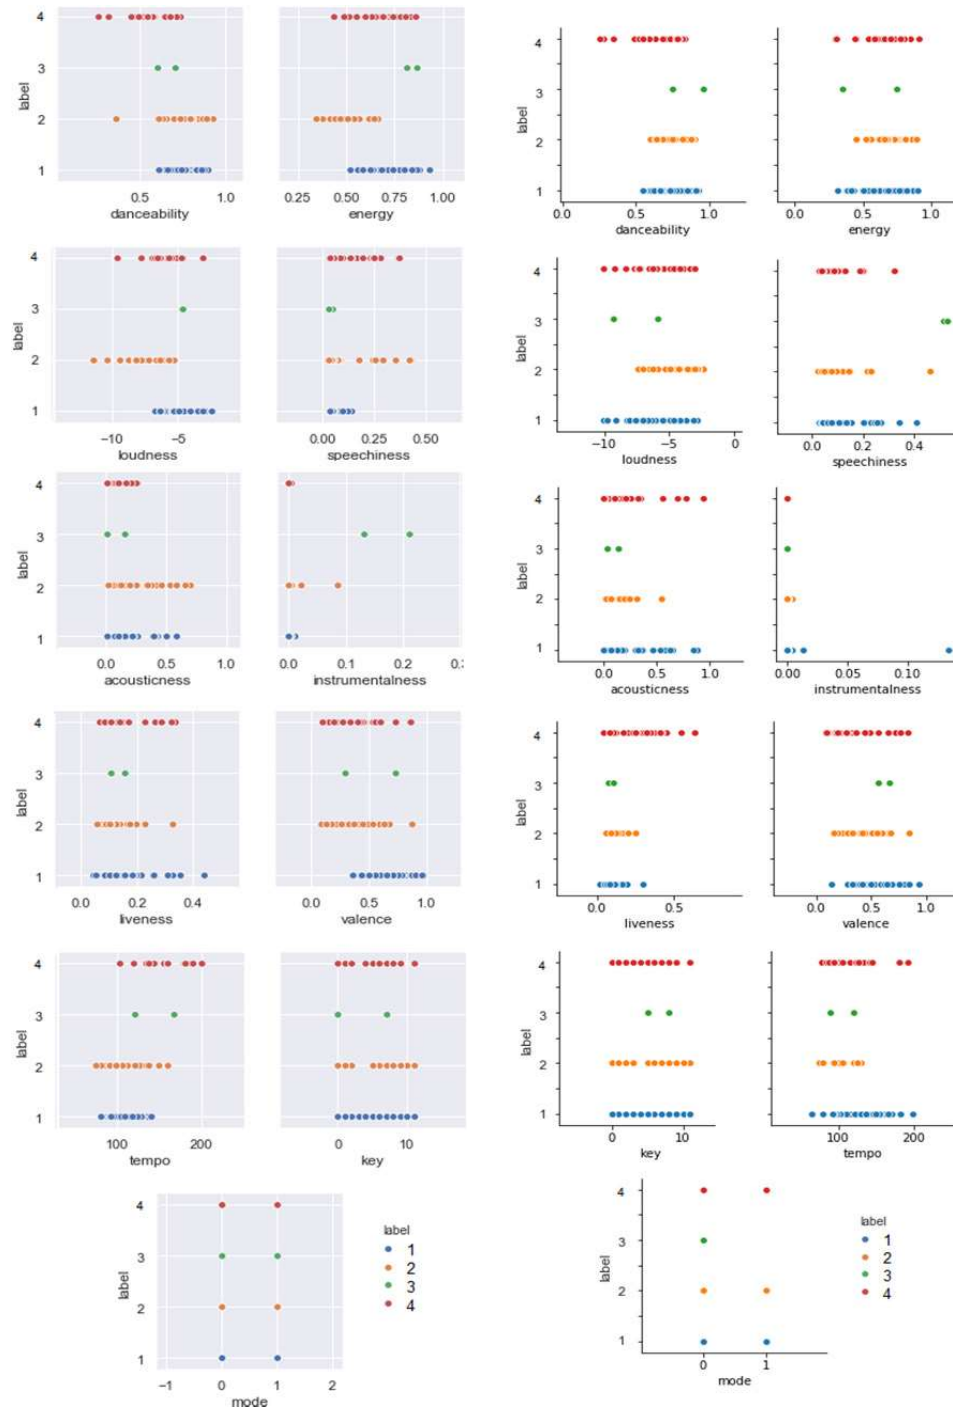 4
4
3
3
label
label
2
2
1
1
0.5 1.0 0.25 0.50 0.75 1.00
0.0 0.5 1.0 0.0 0.5 1.0
danceability energy
danceability energy
4
4
3
3
label
label
2
2
1
1
−10 −5 0.00 0.25 0.50
−10 −5 0 0.0 0.2 0.4
loudness speechiness
loudness speechiness
4
4
3
3
label
label
2
2
1
1
0.0 0.5 1.0 0.0 0.1 0.2
0.0 0.5 1.0 0.00 0.05 0.10
acousticness instrumentalness
acousticness instrumentalness
4
4
3
3
label
label
2
2
1
1
0.0 0.2 0.4 0.0 0.5 1.0
0.0 0.5 0.0 0.5 1.0
liveness valence
liveness valence
4
4
3
3
label
label
2
2
1
1
100 200 0 10
0 10 100 200
tempo key
key tempo
4
4
3
3
label
label
2
2
1
1
−1 0 1 2
0 1
mode
mode
label
1
2
3
4
label
1
2
3
4